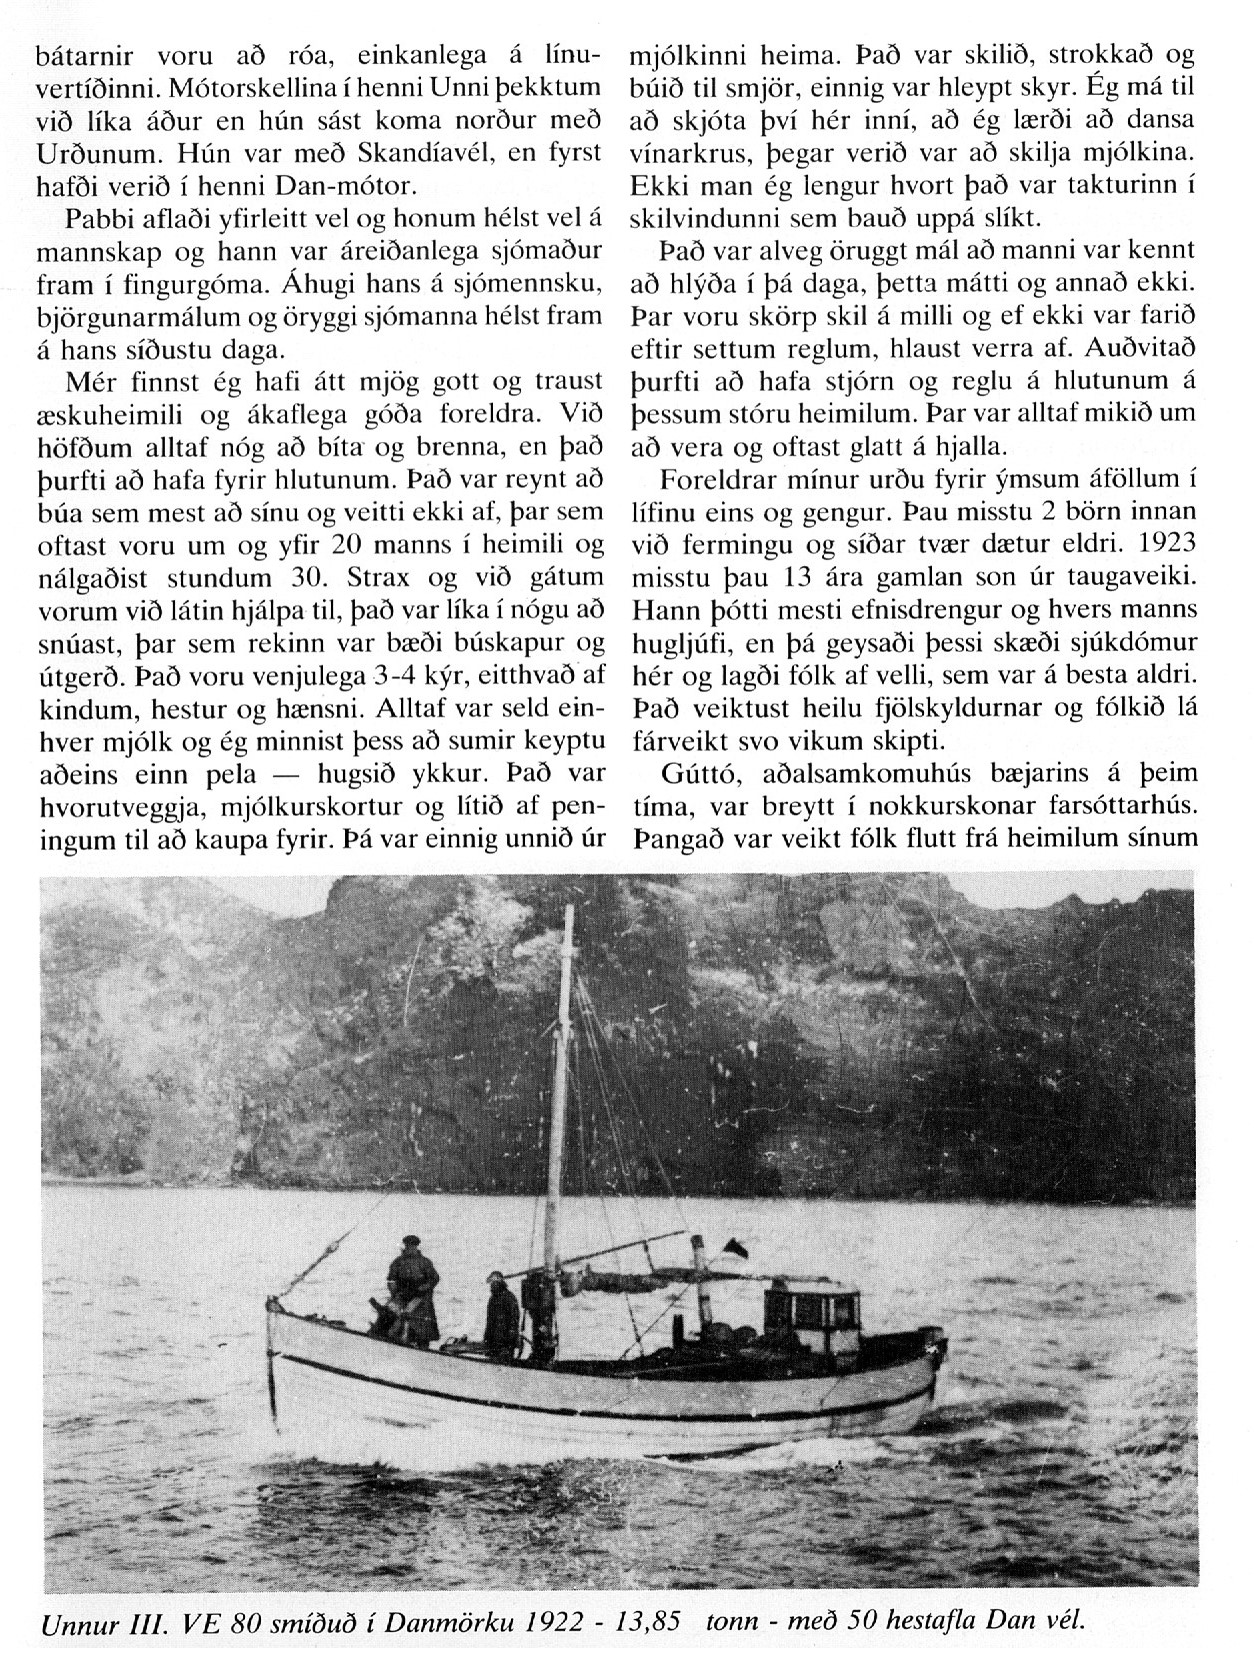 bátarnir voru að róa, einkanlega á línu-
vertíðinni. Mótorskellina í henni Unni þekktum
við líka áður en hún sást koma norður með
Urðunum. Hún var með Skandíavél, en fyrst
hafði verið í henni Dan-mótor.
Pabbi aflaði yfirleitt vel og honum hélst vel á
mannskap og hann var áreiðanlega sjómaður
fram í fingurgóma. Áhugi hans á sjómennsku,
björgunarmálum og öryggi sjómanna hélst fram
á hans síðustu daga.
Mér finnst ég hafi átt mjög gott og traust
æskuheimili og ákaflega góða foreldra. Við
höfðum alltaf nóg að bíta og brenna, en það
þurfti að hafa fyrir hlutunum. Það var reynt að
búa sem mest að sínu og veitti ekki af, þar sem
oftast voru um og yfir 20 manns í heimili og
nálgaðist stundum 30. Strax og við gátum
vorum við látin hjálpa til, það var líka í nógu að
snúast, þar sem rekinn var bæði búskapur og
útgerð. Það voru venjulega 3-4 kýr, eitthvað af
kindum, hestur og hænsni. Alltaf var seld ein-
hver mjólk og ég minnist þess að sumir keyptu
aðeins einn pela — hugsið ykkur. Það var
hvorutveggja, mjólkurskortur og lítið af pen-
ingum til að kaupa fyrir. Þá var einnig unnið úr
mjólkinni heima. Það var skilið, strokkað og
búið til smjör, einnig var hleypt skyr. Ég má til
að skjóta því hér inní, að ég lærði að dansa
vínarkrus, þegar verið var að skilja mjólkina.
Ekki man ég lengur hvort það var takturinn í
skilvindunni sem bauð uppá slíkt.
Það var alveg öruggt mál að manni var kennt
að hlýða í þá daga, þetta mátti og annað ekki.
Þar voru skörp skil á milli og ef ekki var farið
eftir settum reglum, hlaust verra af. Auðvitað
þurfti að hafa stjórn og reglu á hlutunum á
þessum stóru heimilum. Þar var alltaf mikið um
að vera og oftast glatt á hjalla.
Foreldrar mínur urðu fyrir ýmsum áföllum í
lífinu eins og gengur. Þau misstu 2 börn innan
við fermingu og síðar tvær dætur eldri. 1923
misstu þau 13 ára gamlan son úr taugaveiki.
Hann þótti mesti efnisdrengur og hvers manns
hugljúfi, en þá geysaði þessi skæði sjúkdómur
hér og lagði fólk af velli, sem var á besta aldri.
Það veiktust heilu fjölskyldurnar og fólkið lá
fárveikt svo vikum skipti.
Gúttó, aðalsamkomuhús bæjarins á þeim
tíma, var breytt í nokkurskonar farsóttarhús.
Þangað var veikt fólk flutt frá heimilum sínum
Unnur III. VE 80 smíðuð í Danmörku 1922 - 13,85 tonn - með 50 hestafla Dan vél.